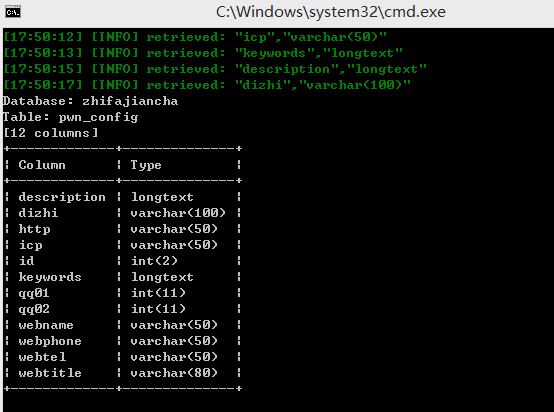 C:\Windows\system32\cmd.exe
[17:50:12] [INFO] retrieved: "icp","varchar(50)"
[17:50:13] [INFO] retrieved: "keywords","longtext"
[17:50:15] [INFO] retrieved: "description","longtext"
[17:50:17] [INFO] retrieved: "dizhi","varchar(100)"
Database: zhifajiancha
Table: pwn_config
[12 columns]
+-------------+--------------+
¦ Column      ¦ Type         ¦
+-------------+--------------+
¦ description ¦ longtext     ¦
¦ dizhi       ¦ varchar(100) ¦
¦ http        ¦ varchar(50)  ¦
¦ icp         ¦ varchar(50)  ¦
¦ id          ¦ int(2)       ¦
¦ keywords    ¦ longtext     ¦
¦ qq01        ¦ int(11)      ¦
¦ qq02        ¦ int(11)      ¦
¦ webname     ¦ varchar(50)  ¦
¦ webphone    ¦ varchar(50)  ¦
¦ webtel      ¦ varchar(50)  ¦
¦ webtitle    ¦ varchar(80)  ¦
+-------------+--------------+